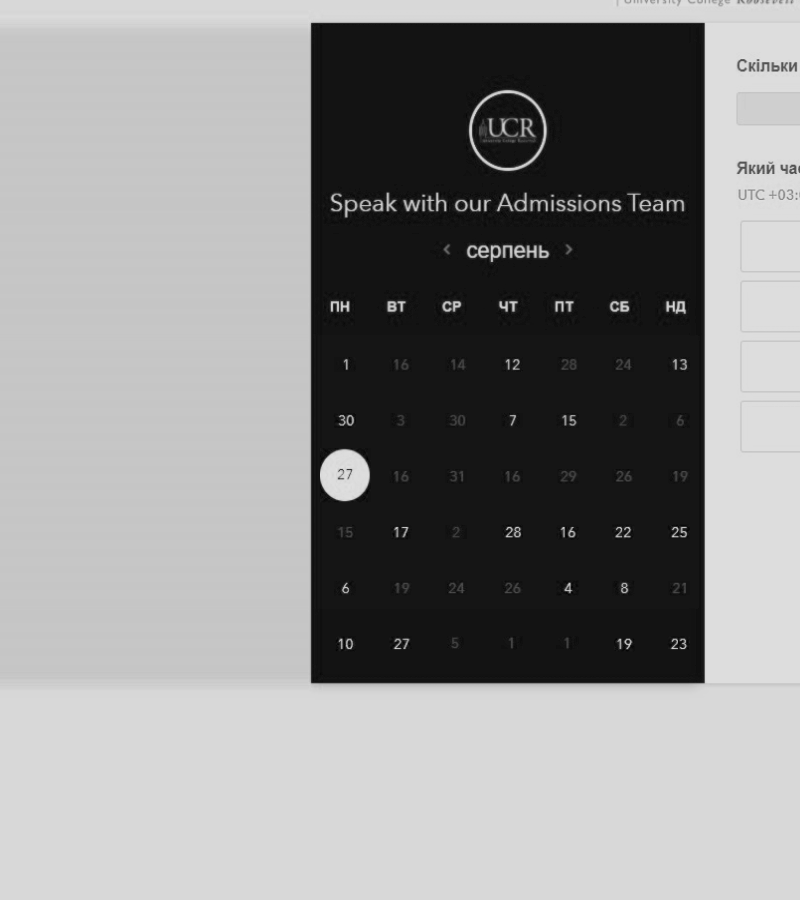 University College Roosevelt
UCR
Speak with our Admissions Team
‹ серпень ›
ПН ВТ СР ЧТ ПТ СБ НД
1 16 14 12 28 24 13
30 3 30 7 15 2 6
27 16 31 16 29 26 19
15 17 2 28 16 22 25
6 19 24 26 4 8 21
10 27 5 1 1 19 23
Скільки
Який час
UTC +03:0